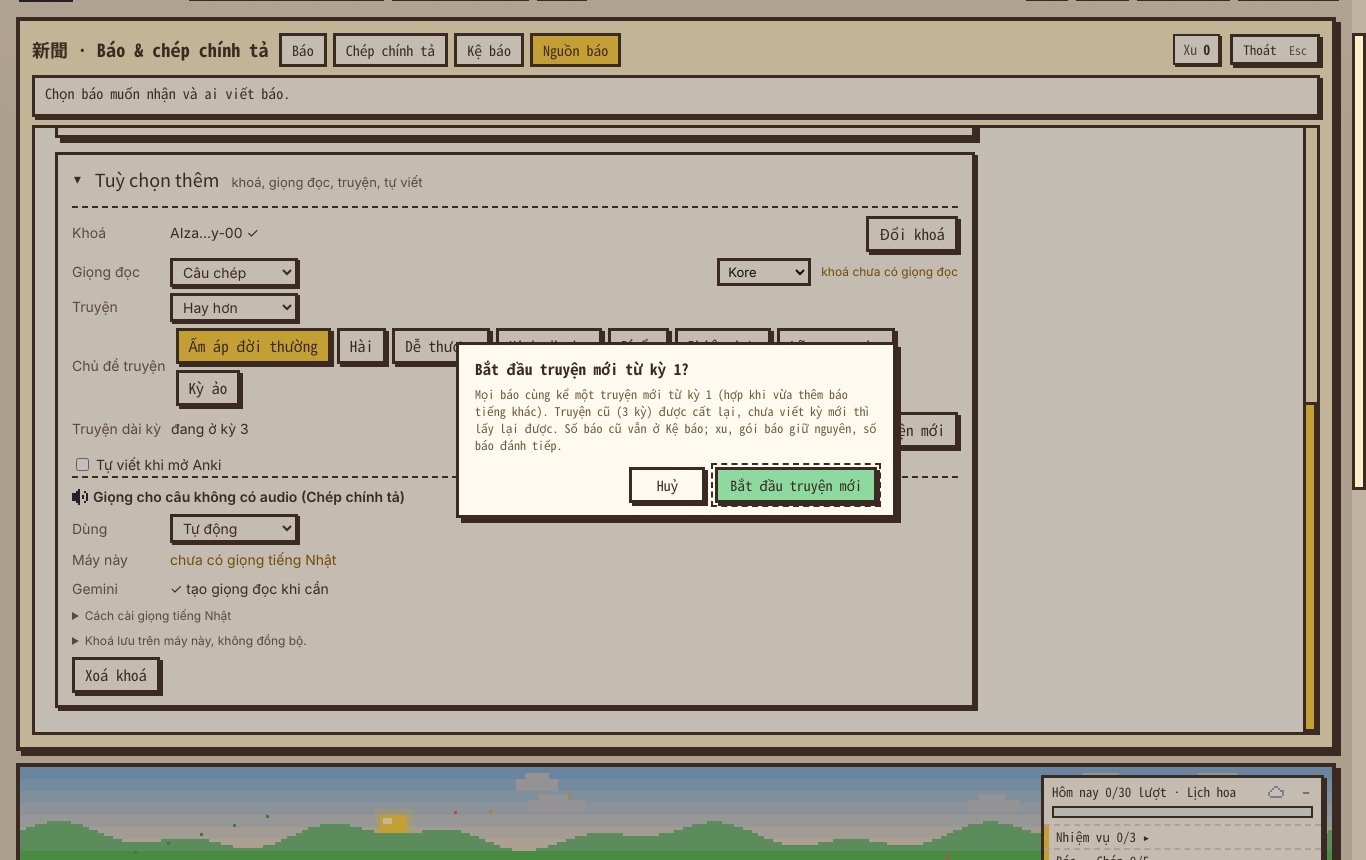 新聞 · Báo & chép chính tả Báo Chép chính tả Kệ báo Nguồn báo Xu 0 Thoát Esc
Chọn báo muốn nhận và ai viết báo.
▼ Tuỳ chọn thêm khoá, giọng đọc, truyện, tự viết
Khoá AIza...y-00 ✓ Đổi khoá
Giọng đọc Câu chép Kore khoá chưa có giọng đọc
Truyện Hay hơn
Ấm áp đời thường Hài Dễ
Chủ đề truyện
Kỳ ảo
Truyện dài kỳ đang ở kỳ 3 mới
Bắt đầu truyện mới từ kỳ 1?
Mọi báo cùng kể một truyện mới từ kỳ 1 (hợp khi vừa thêm báo
tiếng khác). Truyện cũ (3 kỳ) được cất lại, chưa viết kỳ mới thì
lấy lại được. Số báo cũ vẫn ở Kệ báo; xu, gói báo giữ nguyên, số
báo đánh tiếp.
Huỷ Bắt đầu truyện mới
Tự viết khi mở Anki
Giọng cho câu không có audio (Chép chính tả)
Dùng Tự động
Máy này chưa có giọng tiếng Nhật
Gemini ✓ tạo giọng đọc khi cần
▶ Cách cài giọng tiếng Nhật
▶ Khoá lưu trên máy này, không đồng bộ.
Xoá khoá
Hôm nay 0/30 lượt · Lịch hoa –
Nhiệm vụ 0/3 ▸